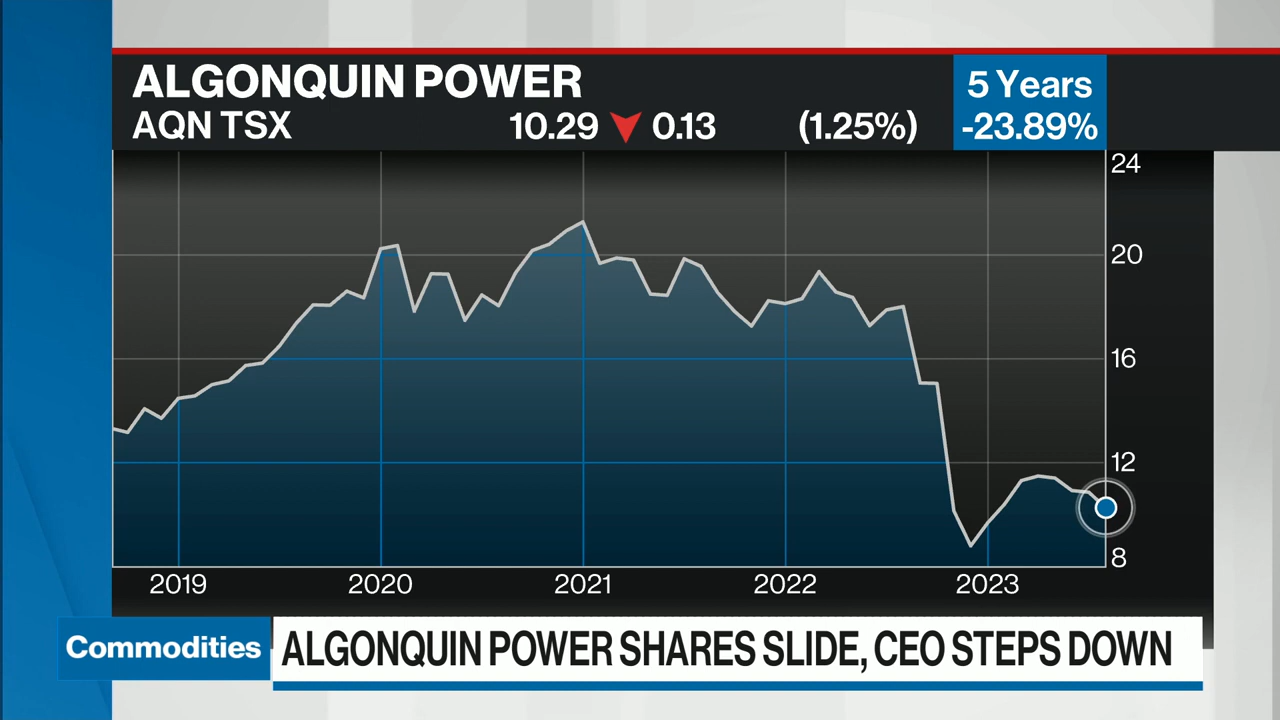 ALGONQUIN POWER
5 Years
AQN TSX 10.29 ▼ 0.13 (1.25%)
-23.89%
24
20
16
12
8
2019 2020 2021 2022 2023
Commodities
ALGONQUIN POWER SHARES SLIDE, CEO STEPS DOWN